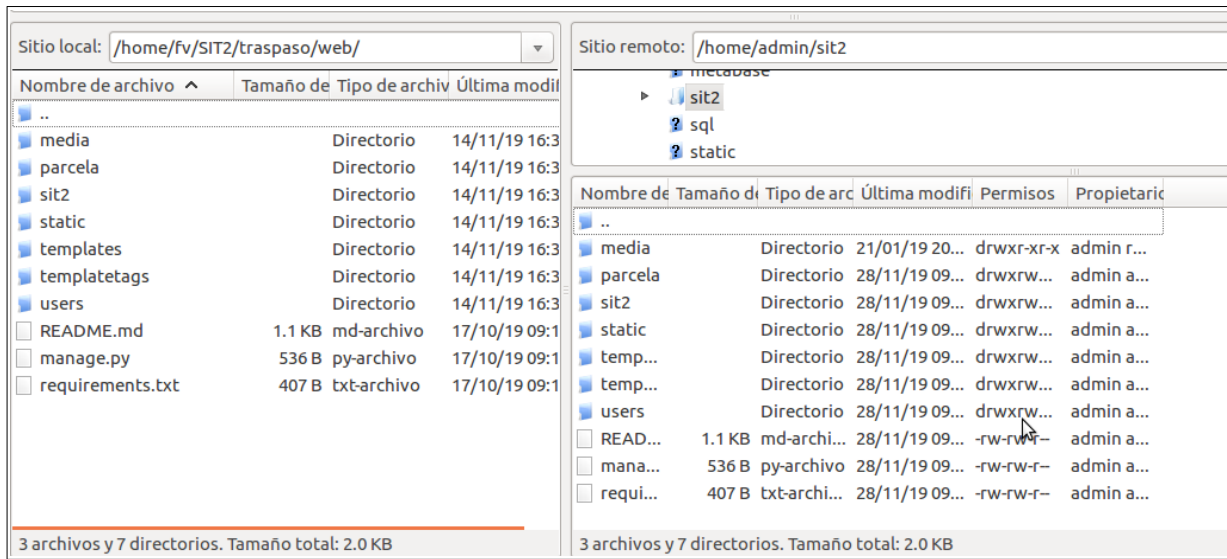 Sitio local: /home/fv/SIT2/traspaso/web/
Nombre de archivo Tamaño de Tipo de archiv Última modif
..
media Directorio 14/11/19 16:3
parcela Directorio 14/11/19 16:3
sit2 Directorio 14/11/19 16:3
static Directorio 14/11/19 16:3
templates Directorio 14/11/19 16:3
templatetags Directorio 14/11/19 16:3
users Directorio 14/11/19 16:3
README.md 1.1 KB md-archivo 17/10/19 09:1
manage.py 536 B py-archivo 17/10/19 09:1
requirements.txt 407 B txt-archivo 17/10/19 09:1
3 archivos y 7 directorios. Tamaño total: 2.0 KB
Sitio remoto: /home/admin/sit2
metabase
sit2
sql
static
Nombre de Tamaño de Tipo de arc Última modifi Permisos Propietario
..
media Directorio 21/01/19 20... drwxr-xr-x admin r...
parcela Directorio 28/11/19 09... drwxrw... admin a...
sit2 Directorio 28/11/19 09... drwxrw... admin a...
static Directorio 28/11/19 09... drwxrw... admin a...
temp... Directorio 28/11/19 09... drwxrw... admin a...
temp... Directorio 28/11/19 09... drwxrw... admin a...
users Directorio 28/11/19 09... drwxrw... admin a...
READ... 1.1 KB md-archi... 28/11/19 09... -rw-rw-r-- admin a...
mana... 536 B py-archivo 28/11/19 09... -rw-rw-r-- admin a...
requi... 407 B txt-archi... 28/11/19 09... -rw-rw-r-- admin a...
3 archivos y 7 directorios. Tamaño total: 2.0 KB